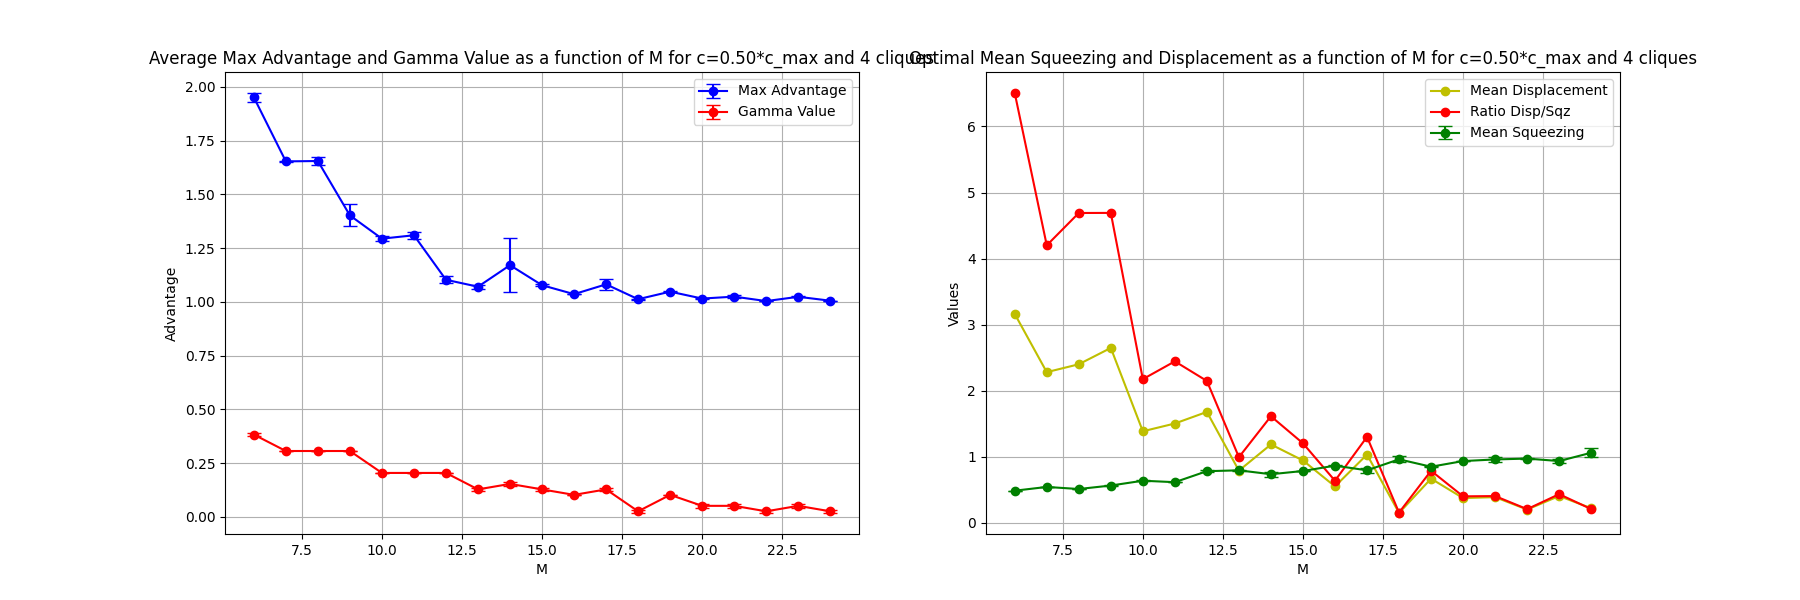 Average Max Advantage and Gamma Value as a function of M for c=0.50*c_max and 4 cliques
Advantage
2.00
1.75
1.50
1.25
1.00
0.75
0.50
0.25
0.00
7.5 10.0 12.5 15.0 17.5 20.0 22.5
M
Max Advantage
Gamma Value
Optimal Mean Squeezing and Displacement as a function of M for c=0.50*c_max and 4 cliques
Values
6
5
4
3
2
1
0
7.5 10.0 12.5 15.0 17.5 20.0 22.5
M
Mean Displacement
Ratio Disp/Sqz
Mean Squeezing